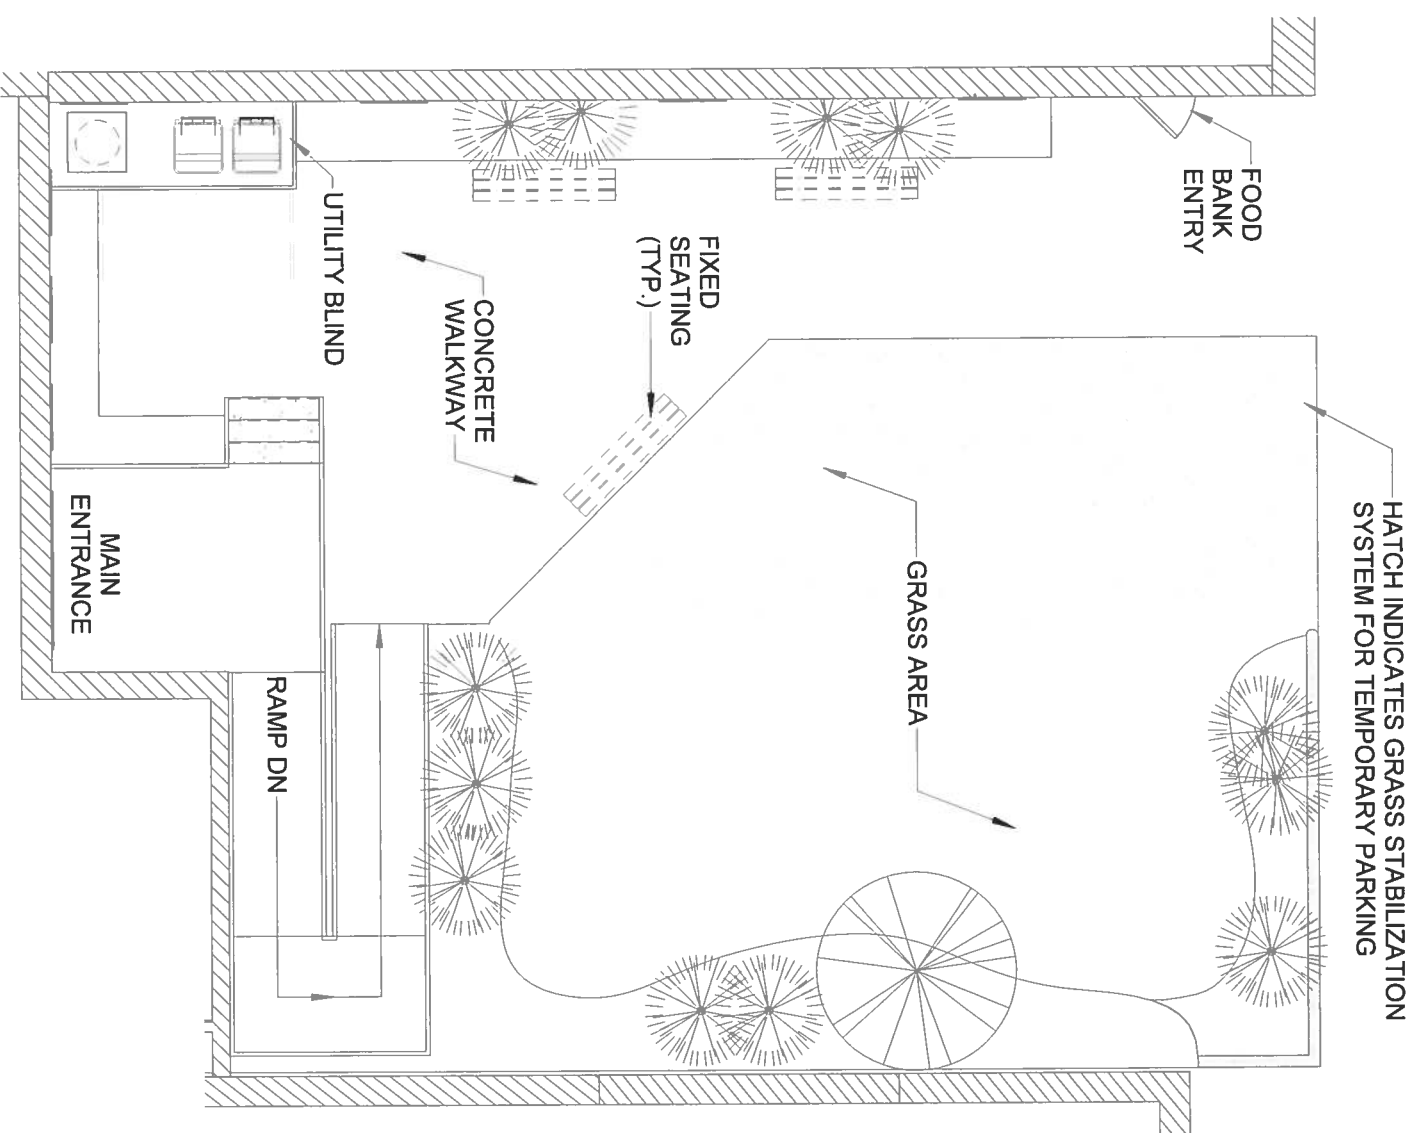 HATCH INDICATES GRASS STABILIZATION
SYSTEM FOR TEMPORARY PARKING
FOOD
BANK
ENTRY
GRASS AREA
FIXED
SEATING
(TYP.)
CONCRETE
WALKWAY
UTILITY BLIND
RAMP DN
MAIN
ENTRANCE